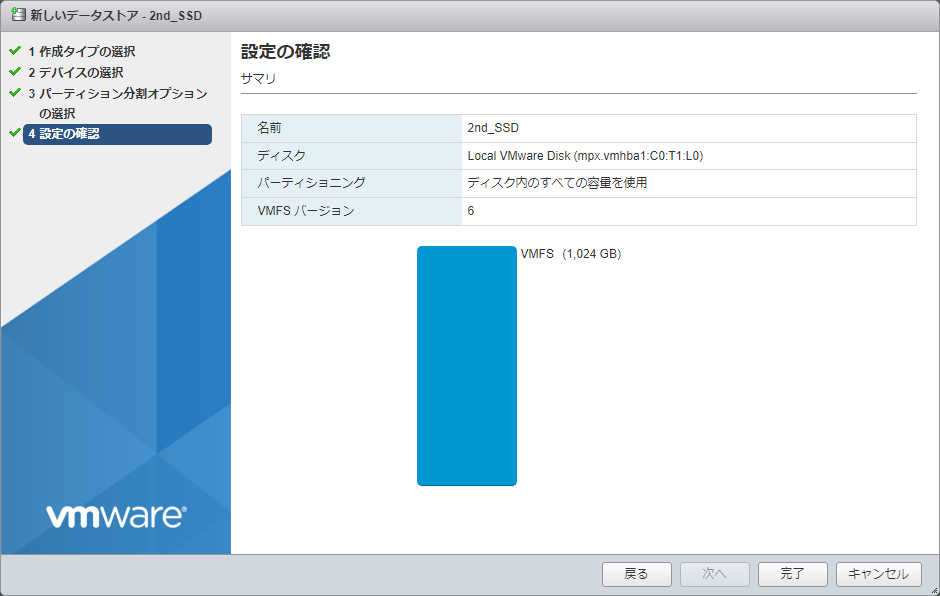 新しいデータストア - 2nd_SSD
1 作成タイプの選択
2 デバイスの選択
3 パーティション分割オプション
の選択
4 設定の確認
設定の確認
サマリ
名前 2nd_SSD
ディスク Local VMware Disk (mpx.vmhba1:C0:T1:L0)
パーティショニング ディスク内のすべての容量を使用
VMFS バージョン 6
VMFS (1,024 GB)
vmware®
戻る 次へ 完了 キャンセル